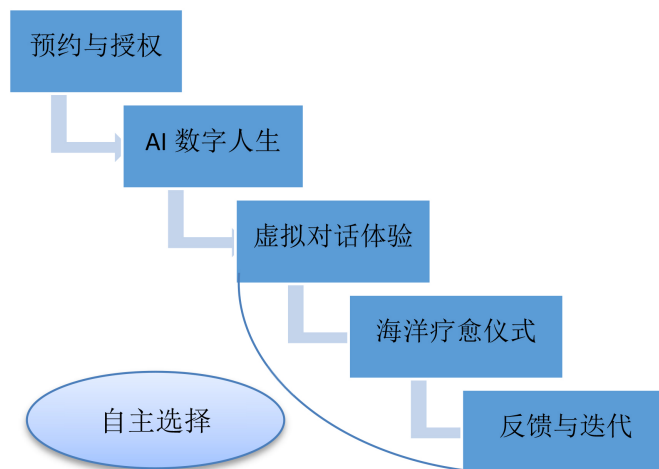 预约与授权
AI 数字人生
虚拟对话体验
海洋疗愈仪式
自主选择
反馈与迭代